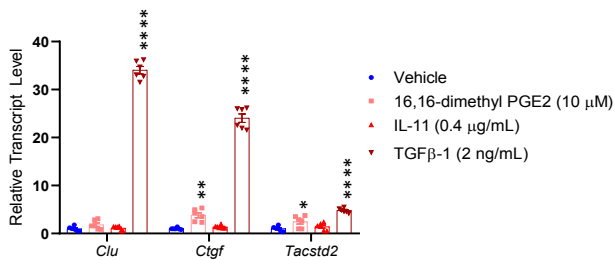 Relative Transcript Level
40
30
20
10
0
****
**
****
*
****
Clu
Ctgf
Tacstd2
Vehicle
16,16-dimethyl PGE2 (10 μM)
IL-11 (0.4 μg/mL)
TGFβ-1 (2 ng/mL)